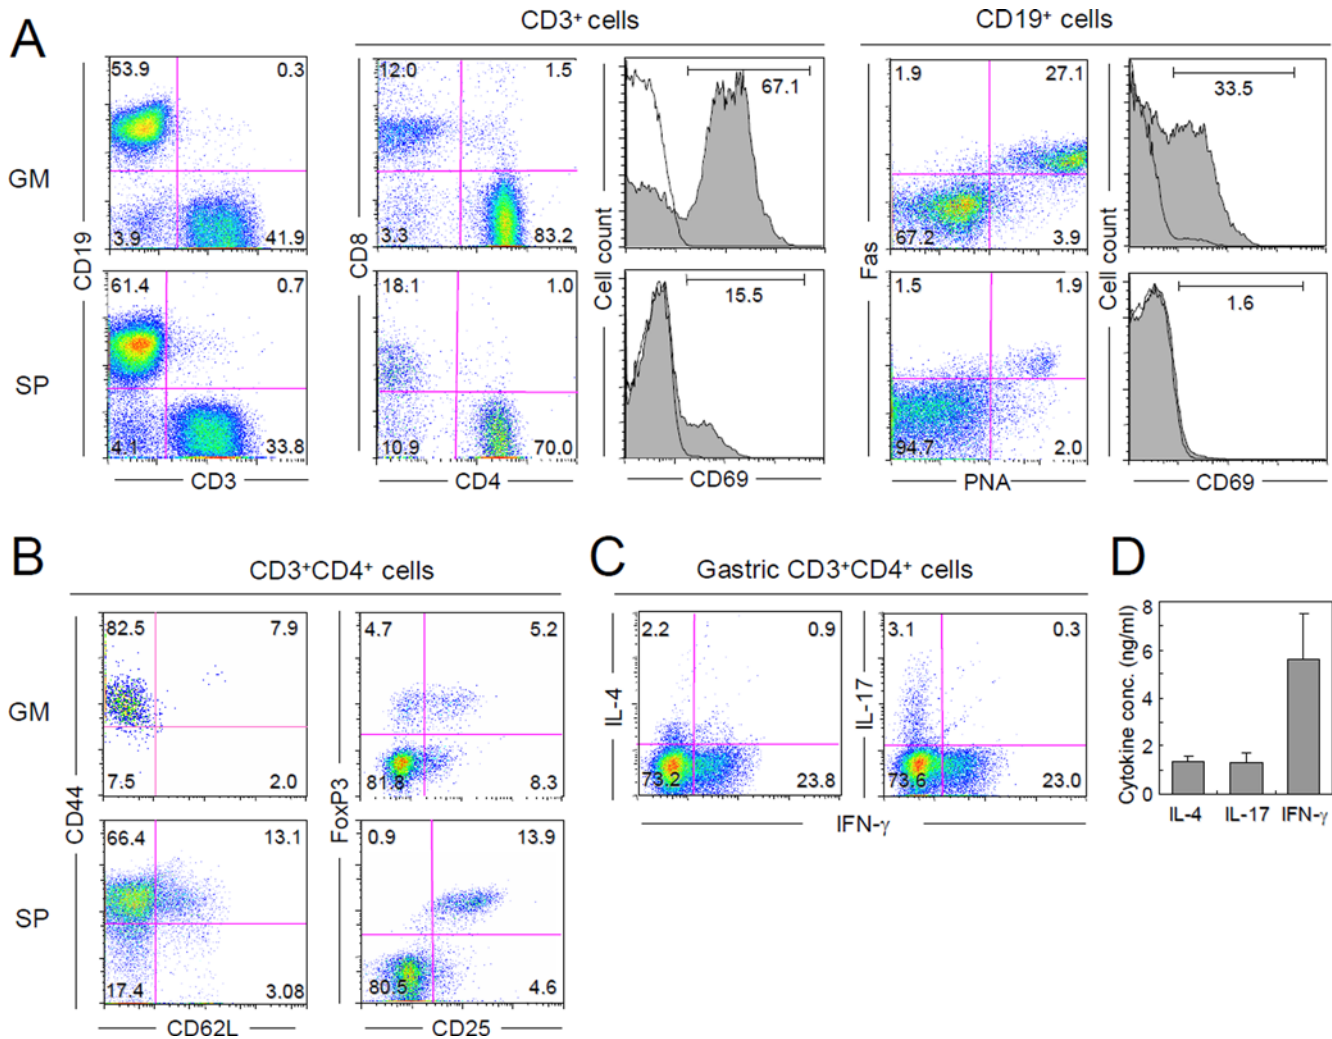 A
CD3⁺ cells
CD19⁺ cells
GM
SP
CD19
53.9 0.3
3.9 41.9
61.4 0.7
4.1 33.8
CD3
CD8
12.0 1.5
3.3 83.2
18.1 1.0
10.9 70.0
CD4
Cell count
67.1
Cell count
15.5
CD69
Fas
1.9 27.1
67.2 3.9
1.5 1.9
94.7 2.0
PNA
Cell count
33.5
Cell count
1.6
CD69
B
CD3⁺CD4⁺ cells
GM
SP
CD44
82.5 7.9
7.5 2.0
66.4 13.1
17.4 3.08
CD62L
FoxP3
4.7 5.2
81.8 8.3
0.9 13.9
80.5 4.6
CD25
C
Gastric CD3⁺CD4⁺ cells
IL-4
2.2 0.9
73.2 23.8
IL-17
3.1 0.3
73.6 23.0
IFN-γ
D
Cytokine conc. (ng/ml)
8
6
4
2
0
IL-4 IL-17 IFN-γ